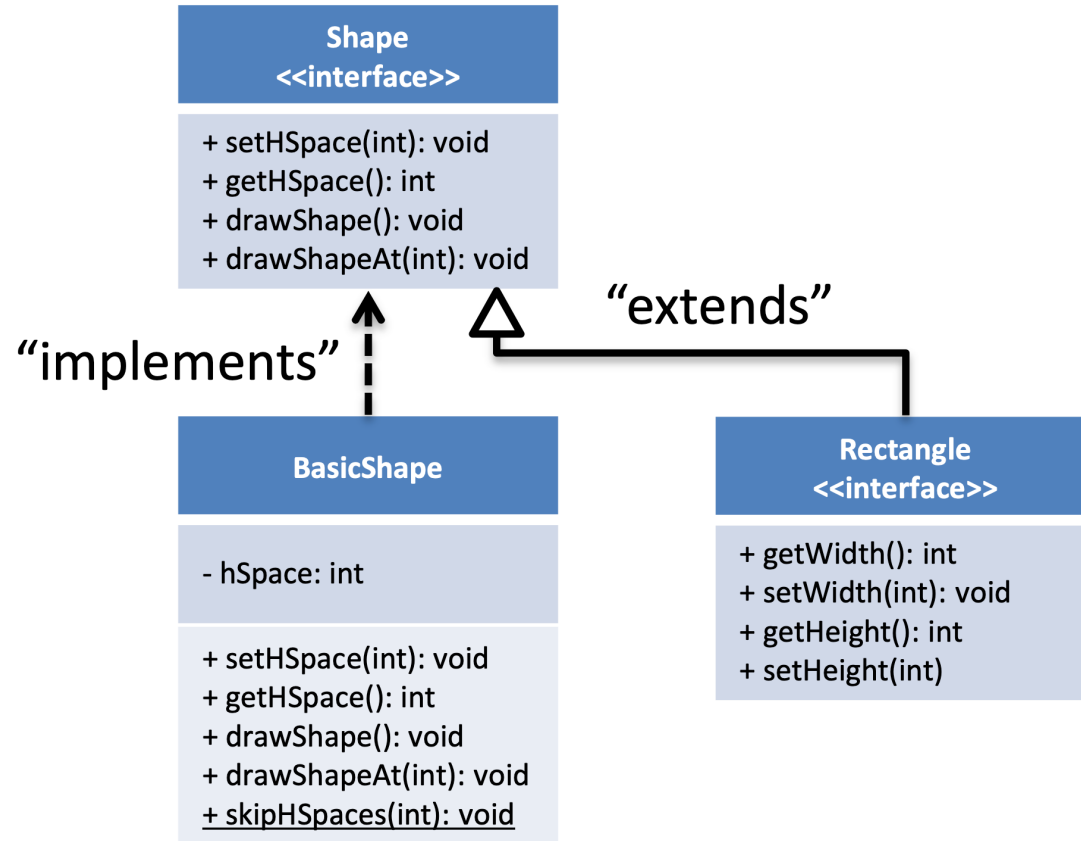 Shape
<<interface>>
+ setHSpace(int): void
+ getHSpace(): int
+ drawShape(): void
+ drawShapeAt(int): void
“implements”
“extends”
BasicShape
- hSpace: int
+ setHSpace(int): void
+ getHSpace(): int
+ drawShape(): void
+ drawShapeAt(int): void
+ skipHSpaces(int): void
Rectangle
<<interface>>
+ getWidth(): int
+ setWidth(int): void
+ getHeight(): int
+ setHeight(int)